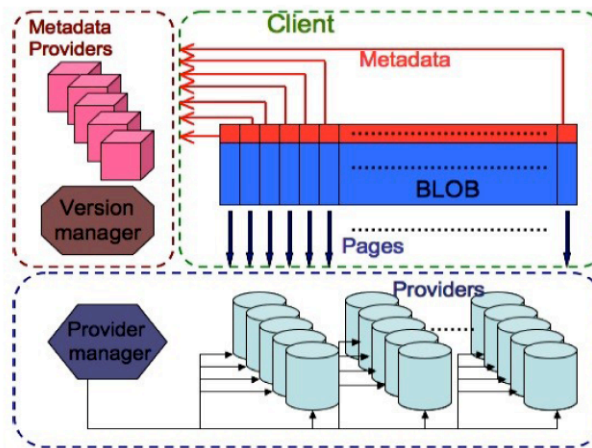 Metadata
Providers
Client
Metadata
BLOB
Version
manager
Pages
Providers
Provider
manager